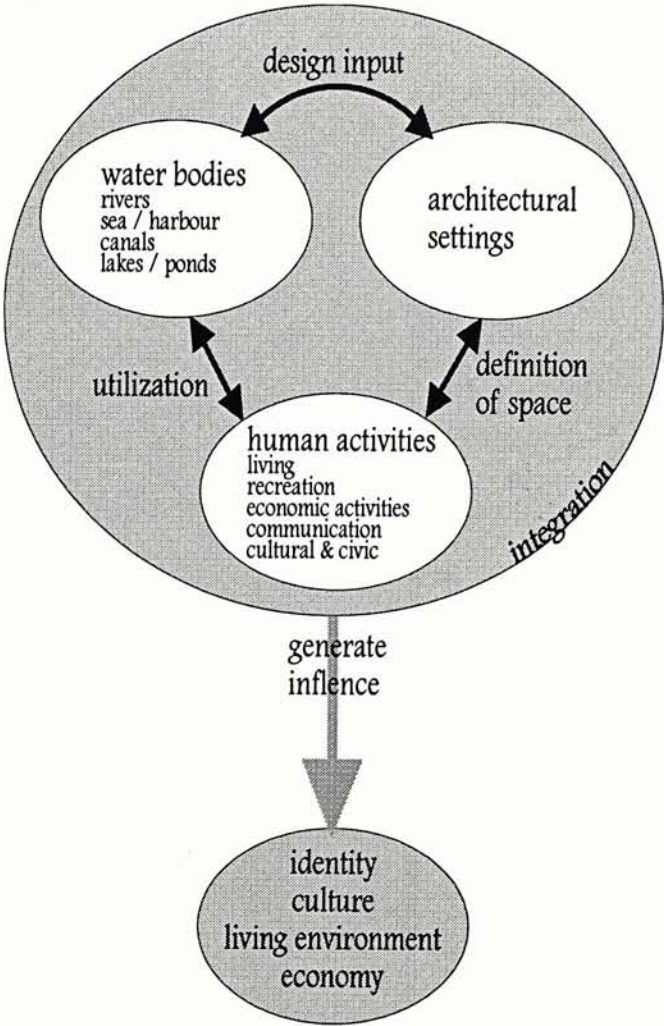 design input
water bodies
rivers
sea / harbour
canals
lakes / ponds
architectural
settings
utilization
definition
of space
human activities
living
recreation
economic activities
communication
cultural & civic
integration
generate
inflence
identity
culture
living environment
economy